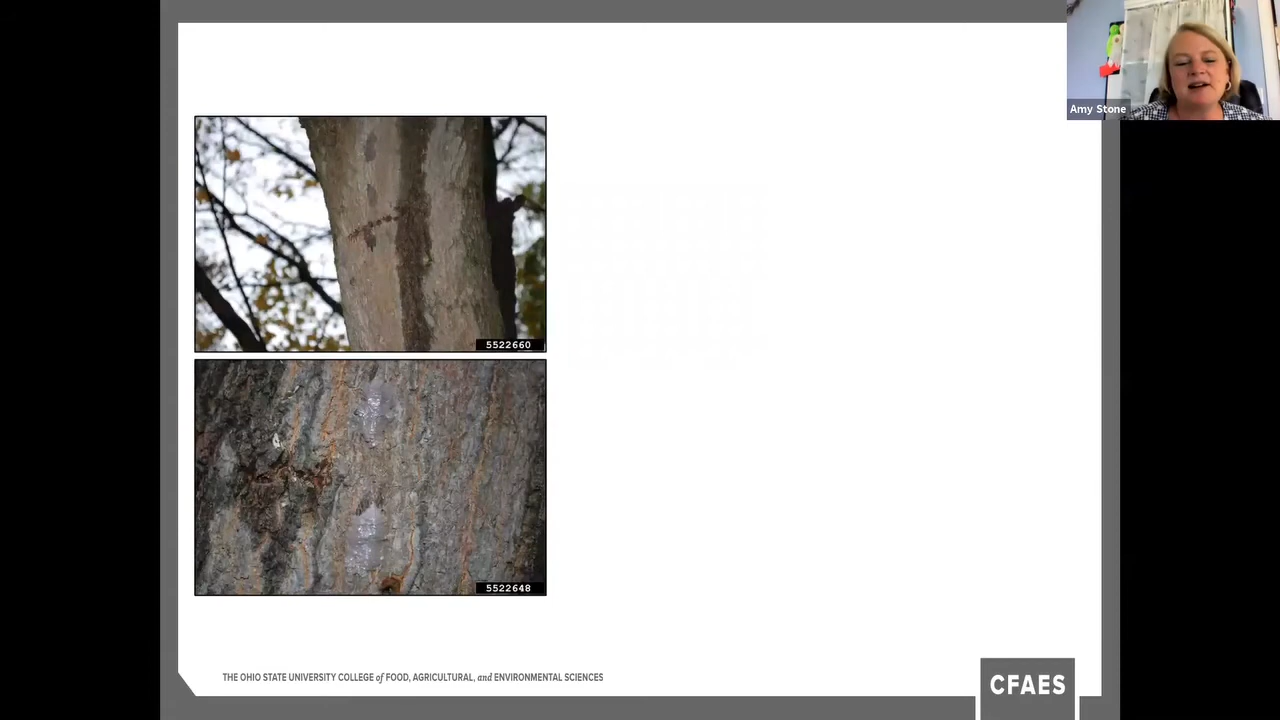 Amy Stone
5522660
5522648
THE OHIO STATE UNIVERSITY COLLEGE of FOOD, AGRICULTURAL, and ENVIRONMENTAL SCIENCES
CFAES